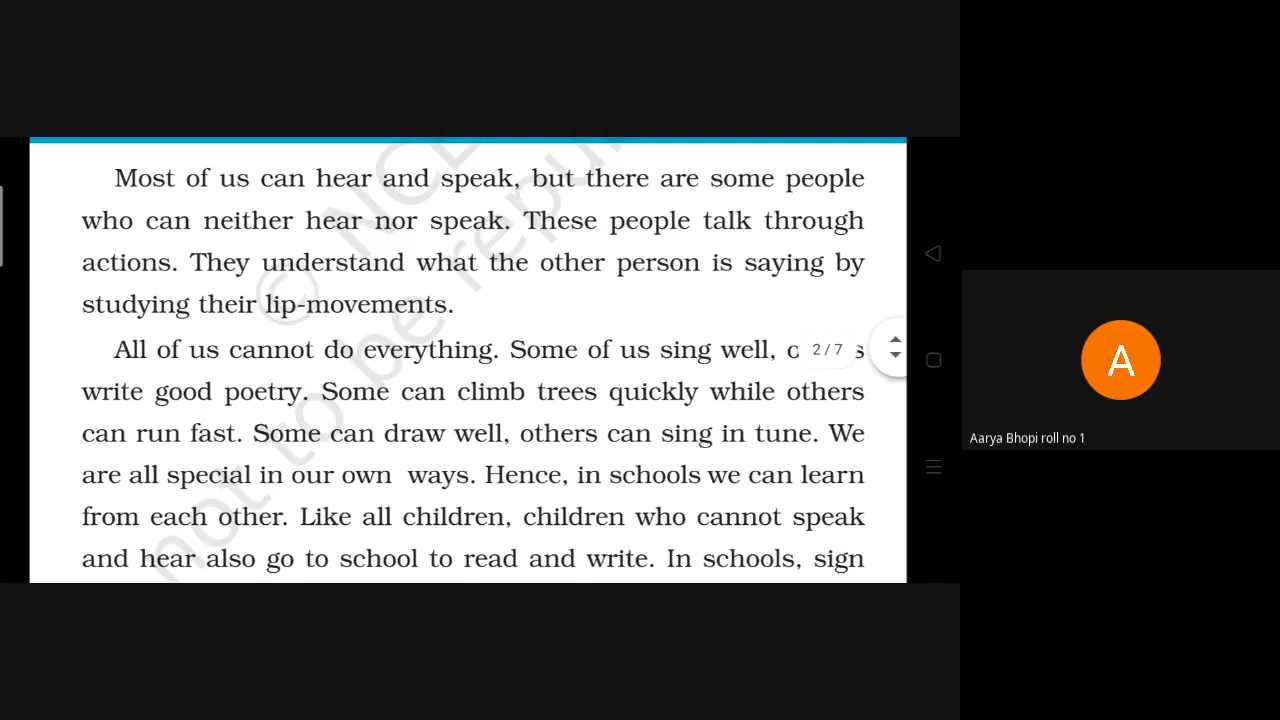 Most of us can hear and speak, but there are some people
who can neither hear nor speak. These people talk through
actions. They understand what the other person is saying by
studying their lip-movements.
All of us cannot do everything. Some of us sing well,
write good poetry. Some can climb trees quickly while others
can run fast. Some can draw well, others can sing in tune. We
are all special in our own ways. Hence, in schools we can learn
from each other. Like all children, children who cannot speak
and hear also go to school to read and write. In schools, sign
2/7
© NCE
not to be republ
A
Aarya Bhopi roll no 1